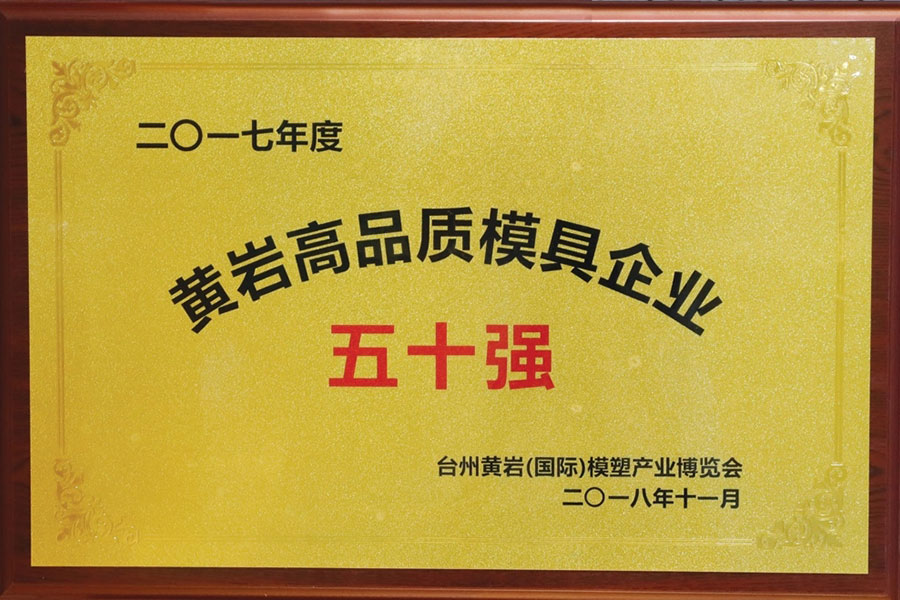 二〇一七年度
黄岩高品质模具企业
五十强
台州黄岩(国际)模塑产业博览会
二〇一八年十一月